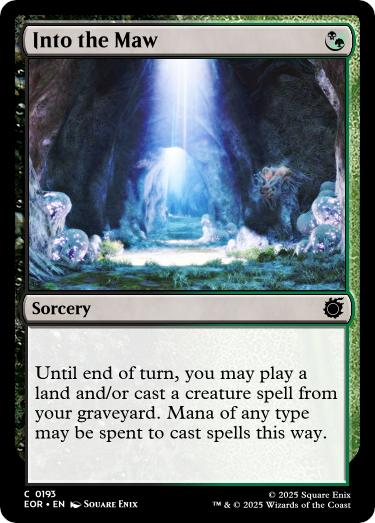 Into the Maw
Sorcery
Until end of turn, you may play a
land and/or cast a creature spell from
your graveyard. Mana of any type
may be spent to cast spells this way.
C 0193
EOR • EN SQUARE ENIX
© 2025 Square Enix
™ & © 2025 Wizards of the Coast